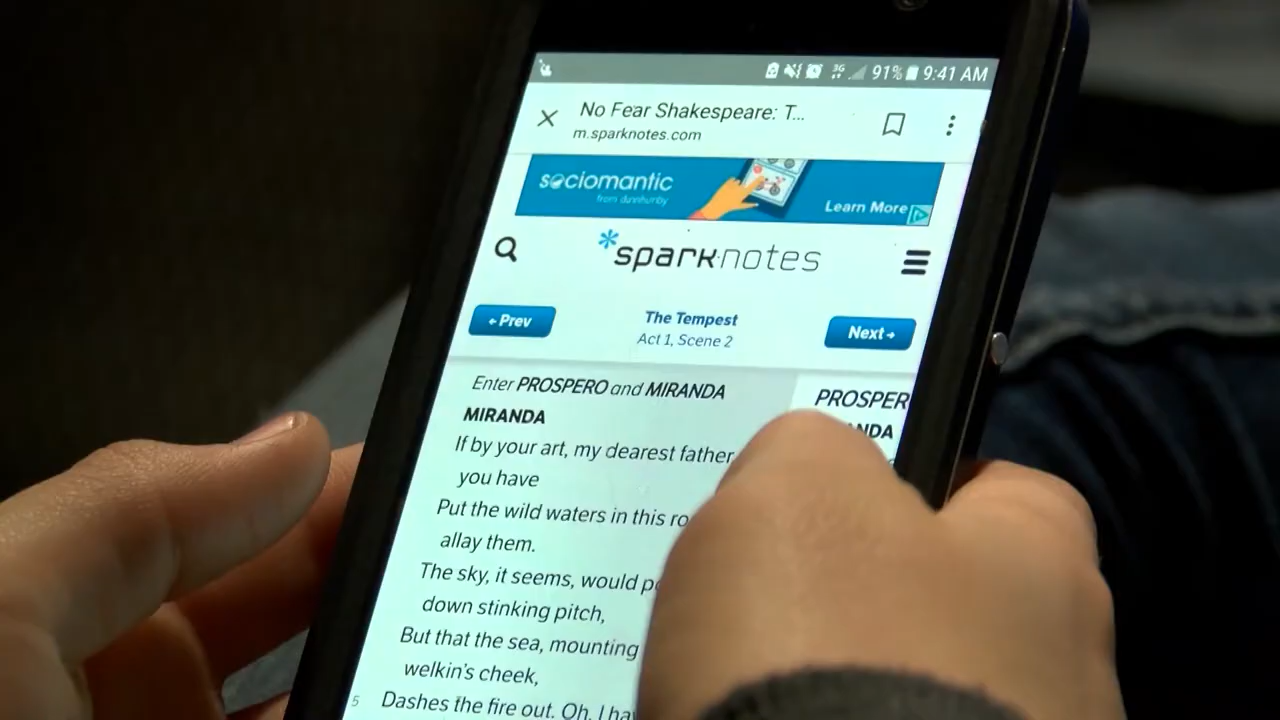 3G 91% 9:41 AM
No Fear Shakespeare: T...
m.sparknotes.com
sociomantic
from dunnhumby
Learn More
sparknotes
← Prev
The Tempest
Act 1, Scene 2
Next →
Enter PROSPERO and MIRANDA
MIRANDA
If by your art, my dearest father
you have
Put the wild waters in this
allay them.
The sky, it seems, would
down stinking pitch,
But that the sea, mounting
welkin's cheek,
5 Dashes the fire out. Oh, I
PROSPER
NDA